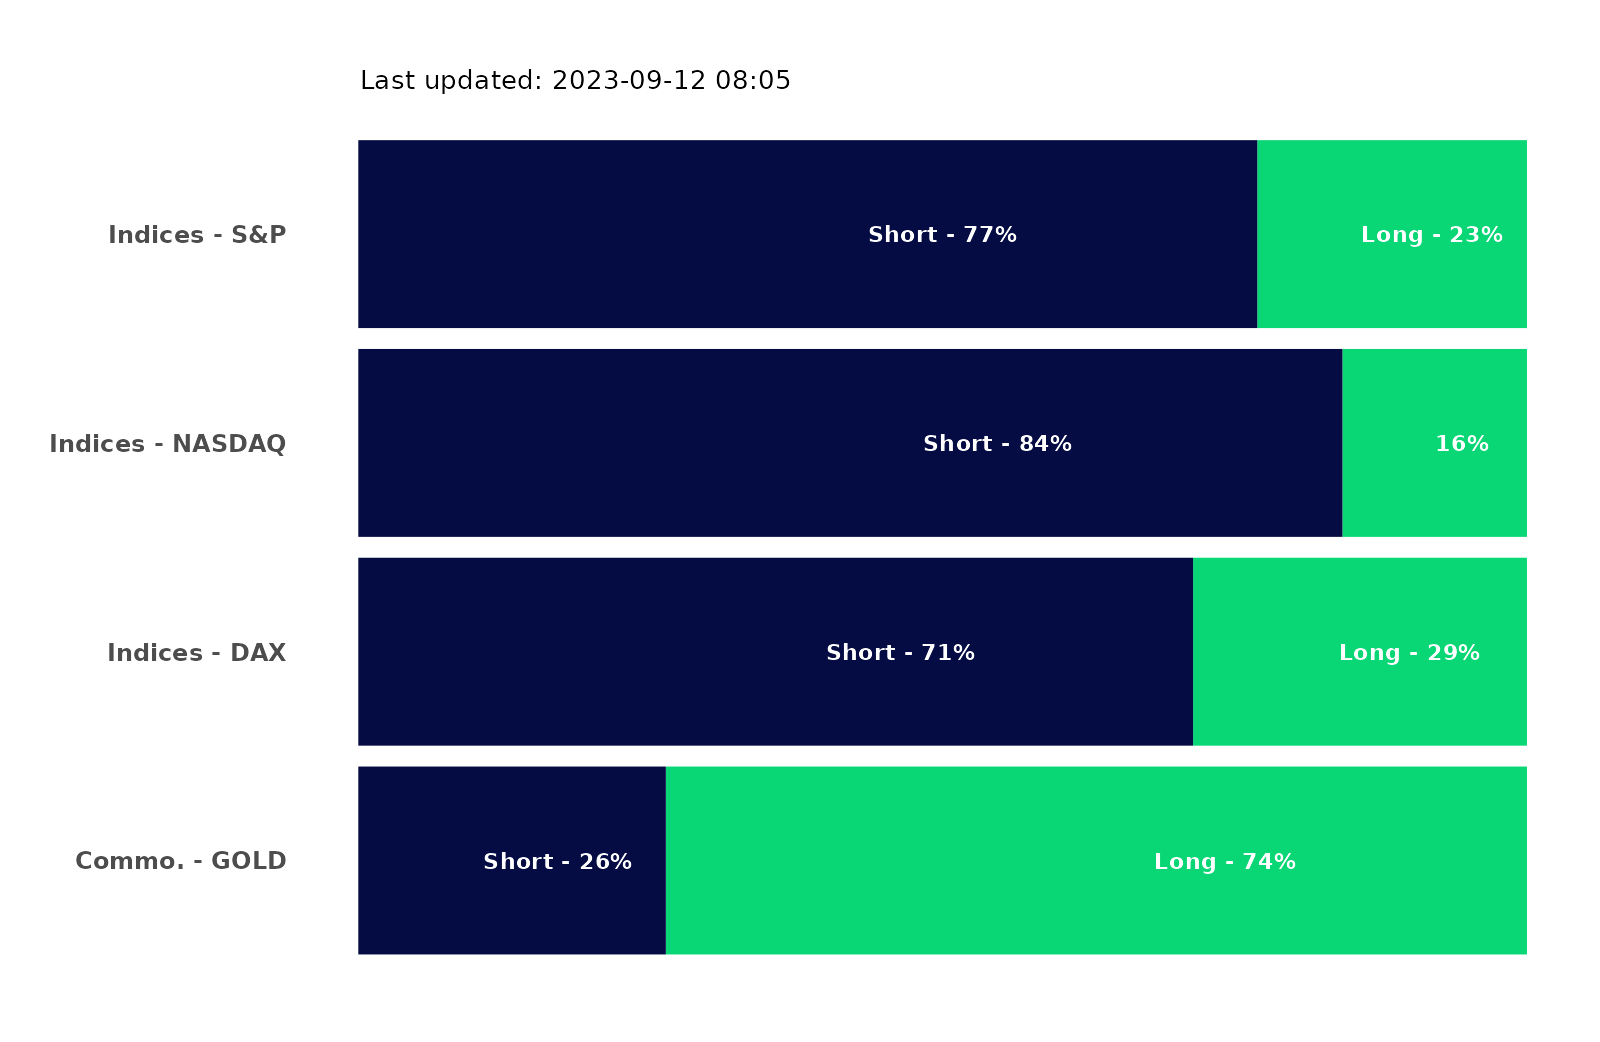 Last updated: 2023-09-12 08:05
Indices - S&P Short - 77% Long - 23%
Indices - NASDAQ Short - 84% 16%
Indices - DAX Short - 71% Long - 29%
Commo. - GOLD Short - 26% Long - 74%